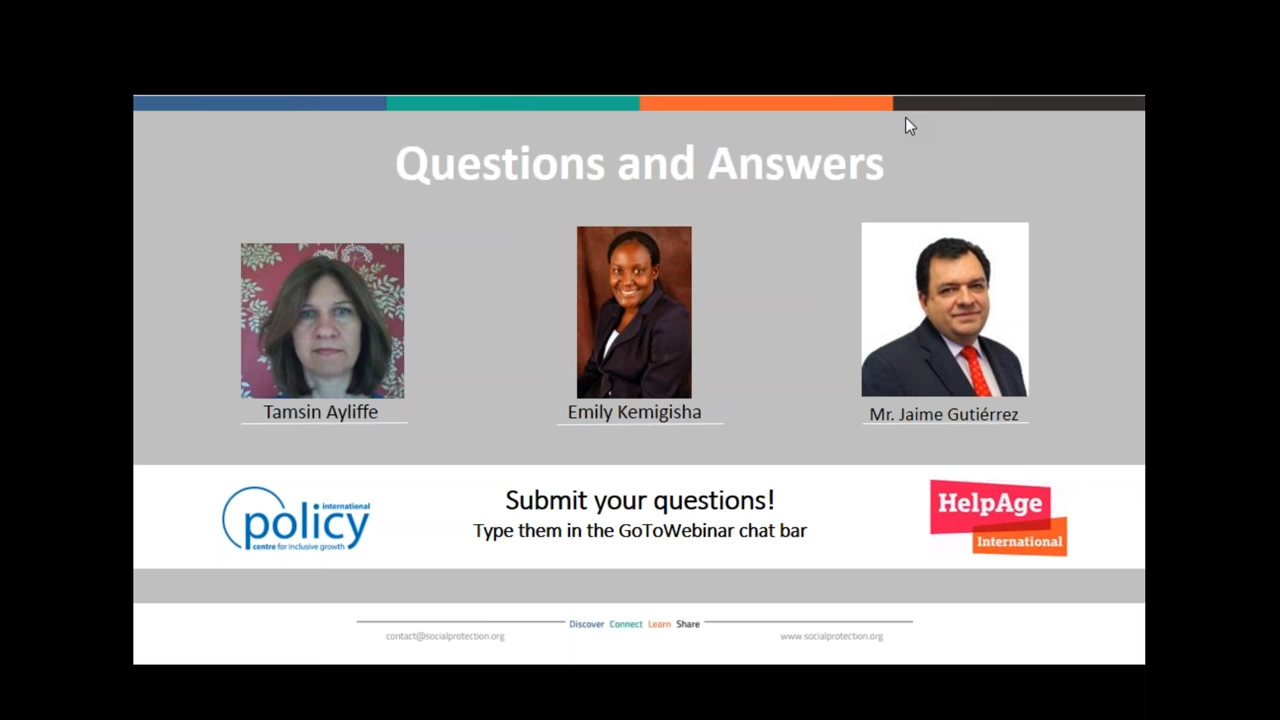 Questions and Answers
Tamsin Ayliffe
Emily Kemigisha
Mr. Jaime Gutiérrez
international
policy
centre for inclusive growth
Submit your questions!
Type them in the GoToWebinar chat bar
HelpAge
International
Discover Connect Learn Share
contact@socialprotection.org
www.socialprotection.org